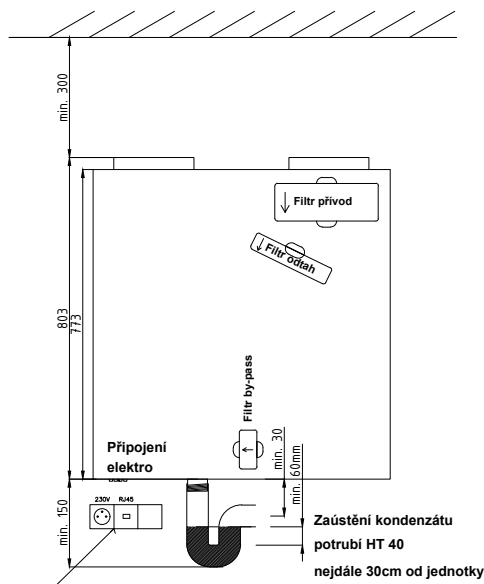 min. 300
Filtr přívod
Filtr odtah
803
773
Filtr by-pass
min. 30
min. 60mm
Připojení
elektro
230V RJ45
min. 150
Zaústění kondenzátu
potrubí HT 40
nejdále 30cm od jednotky